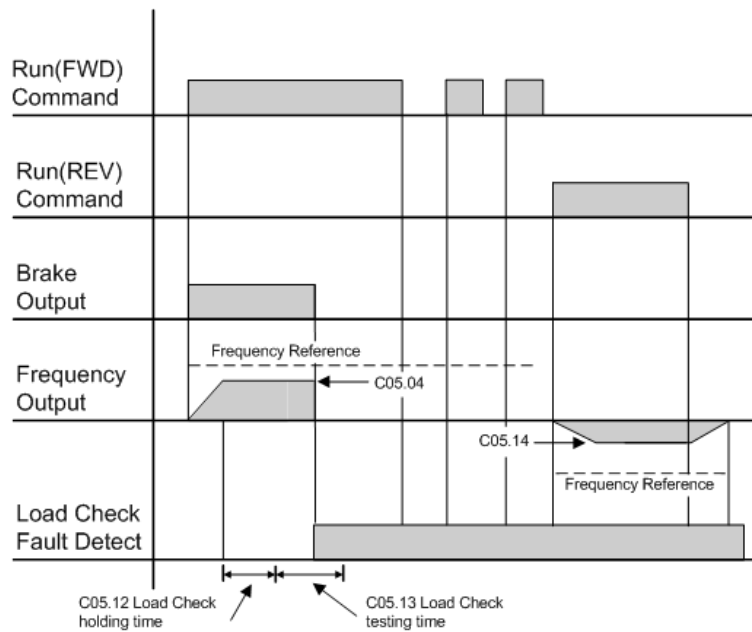 Run(FWD)
Command
Run(REV)
Command
Brake
Output
Frequency Reference
Frequency
Output
C05.04
C05.14
Frequency Reference
Load Check
Fault Detect
C05.12 Load Check
holding time
C05.13 Load Check
testing time